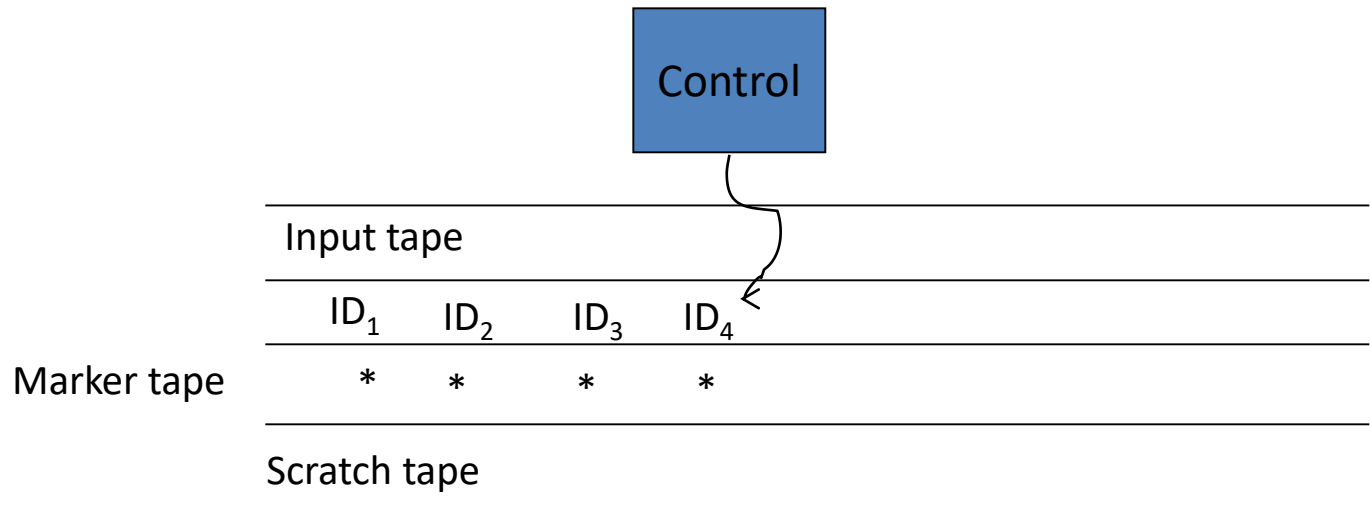 Control
Input tape
ID₁ ID₂ ID₃ ID₄
Marker tape * * * *
Scratch tape